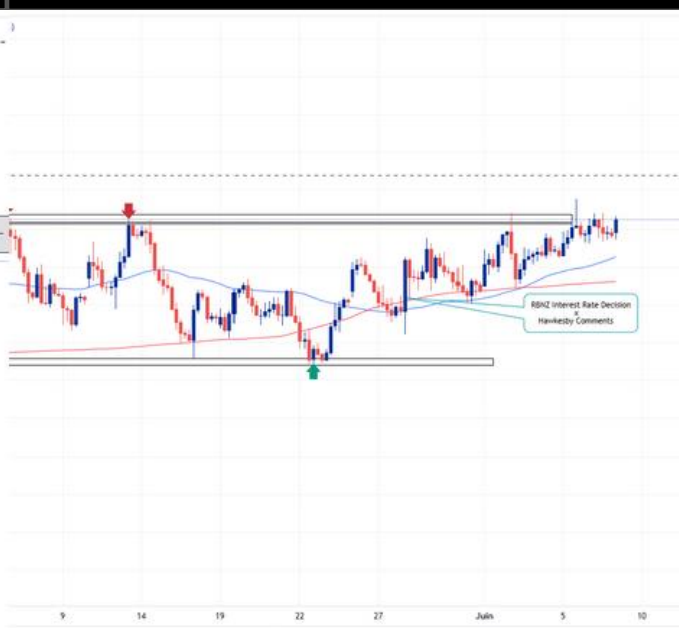 RBNZ Interest Rate Decision
x
Hawkesby Comments
9 14 19 22 27 Juin 5 10